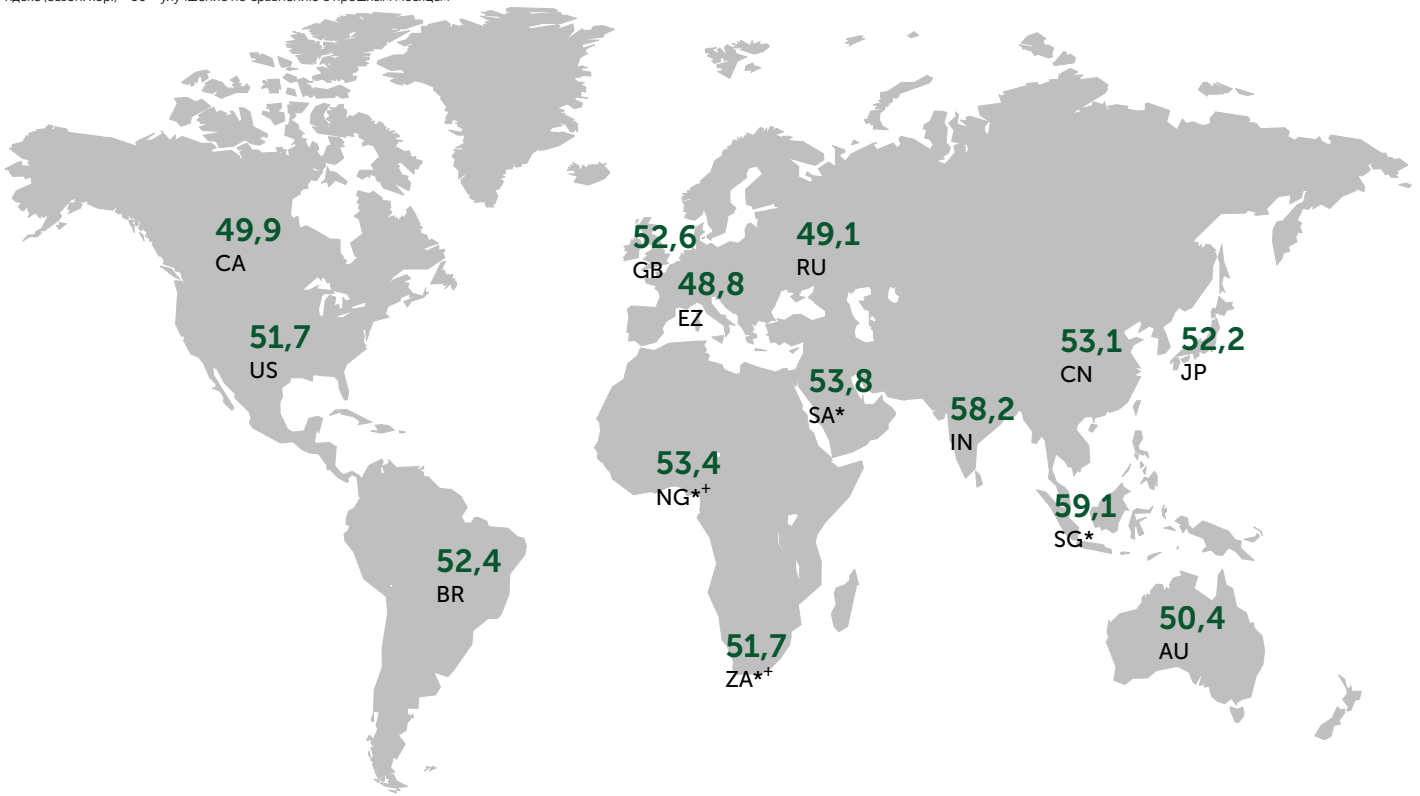 49,9
CA
52,6
GB
49,1
RU
48,8
EZ
51,7
US
53,1
CN
52,2
JP
53,8
SA*
58,2
IN
53,4
NG*+
59,1
SG*
52,4
BR
50,4
AU
51,7
ZA*+